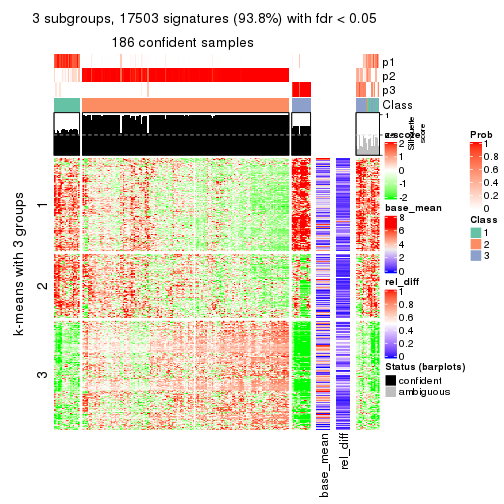 3 subgroups, 17503 signatures (93.8%) with fdr < 0.05
186 confident samples
p1
p2
p3
Class
1
Silhouette
score
k-means with 3 groups
1
2
3
base_mean
rel_diff
z-score
2
1
0
-1
-2
base_mean
8
6
4
2
0
rel_diff
1
0.8
0.6
0.4
0.2
0
Status (barplots)
confident
ambiguous
Prob
1
0.8
0.6
0.4
0.2
0
Class
1
2
3